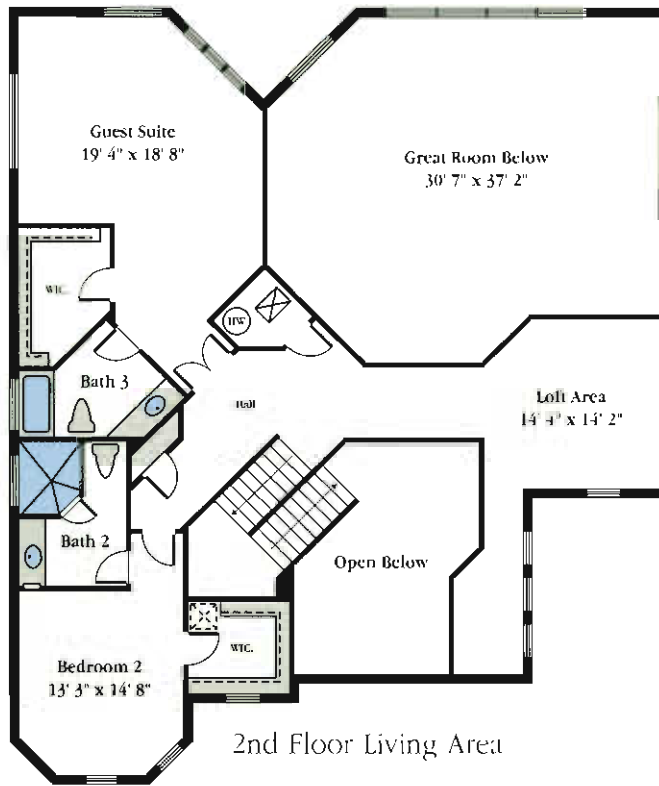 Guest Suite
19' 4" x 18' 8"
Great Room Below
30' 7" x 37' 2"
WIC.
HW
Bath 3
Loft Area
14' 4" x 14' 2"
Bath 2
Open Below
WIC.
Bedroom 2
13' 3" x 14' 8"
2nd Floor Living Area